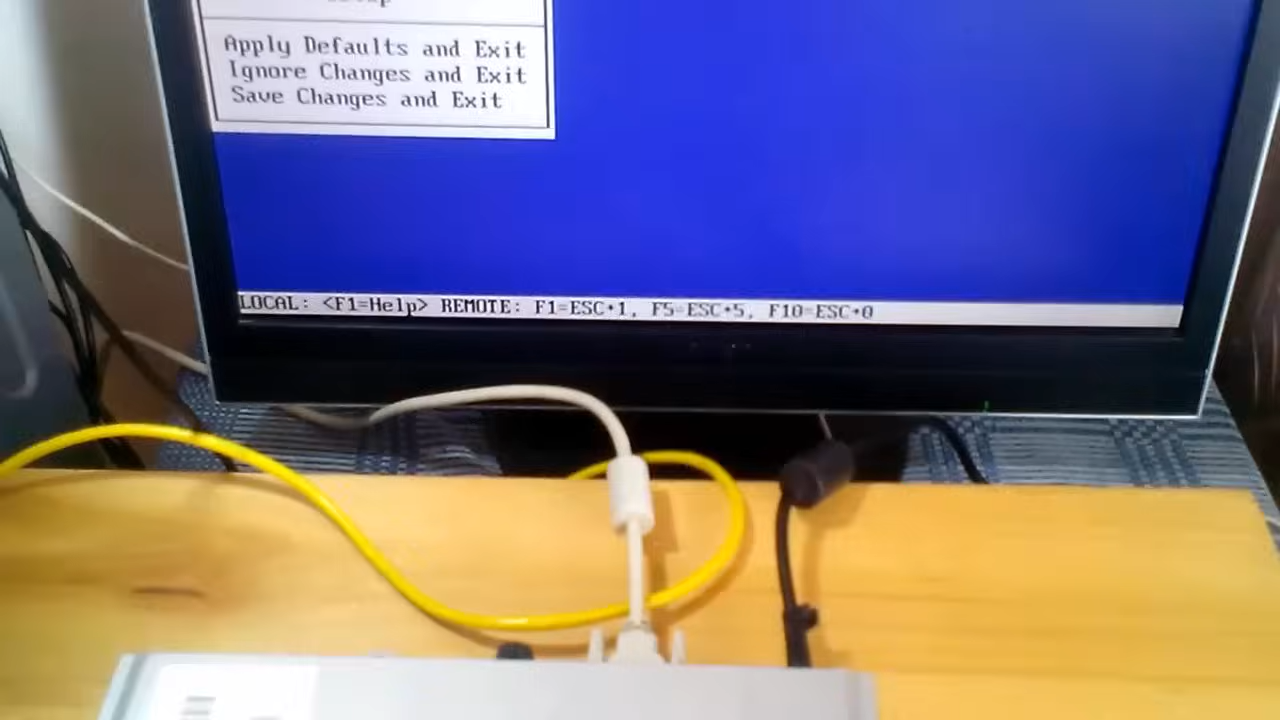 Apply Defaults and Exit
Ignore Changes and Exit
Save Changes and Exit
LOCAL: <F1=Help> REMOTE: F1=ESC+1, F5=ESC+5, F10=ESC+0